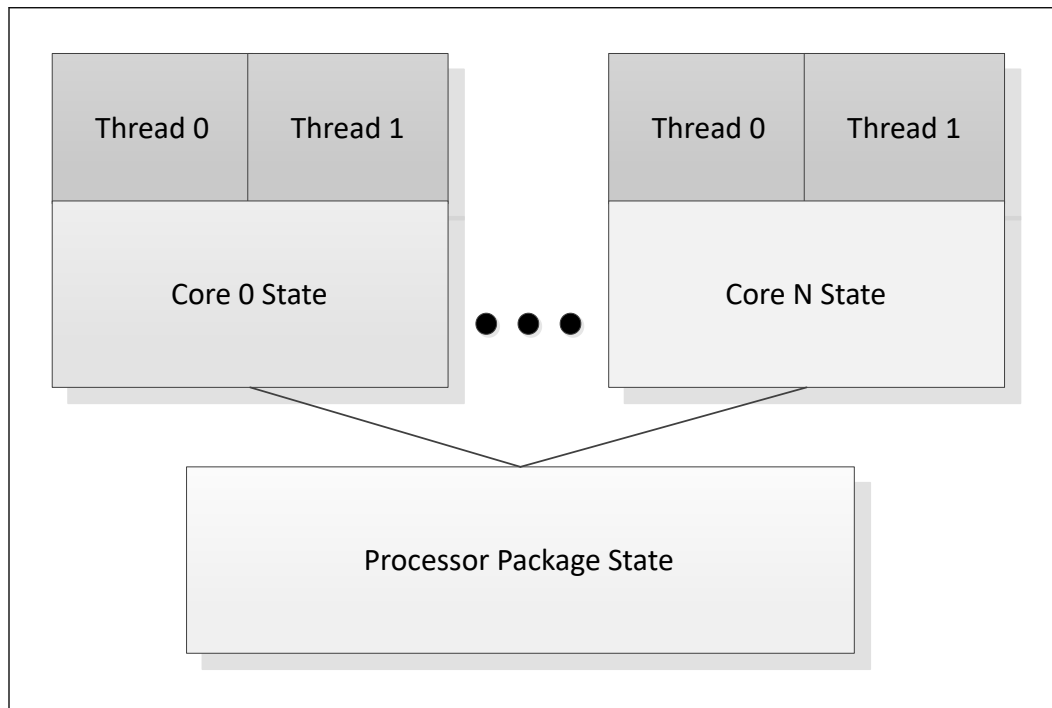 Thread 0
Thread 1
Thread 0
Thread 1
Core 0 State
Core N State
Processor Package State